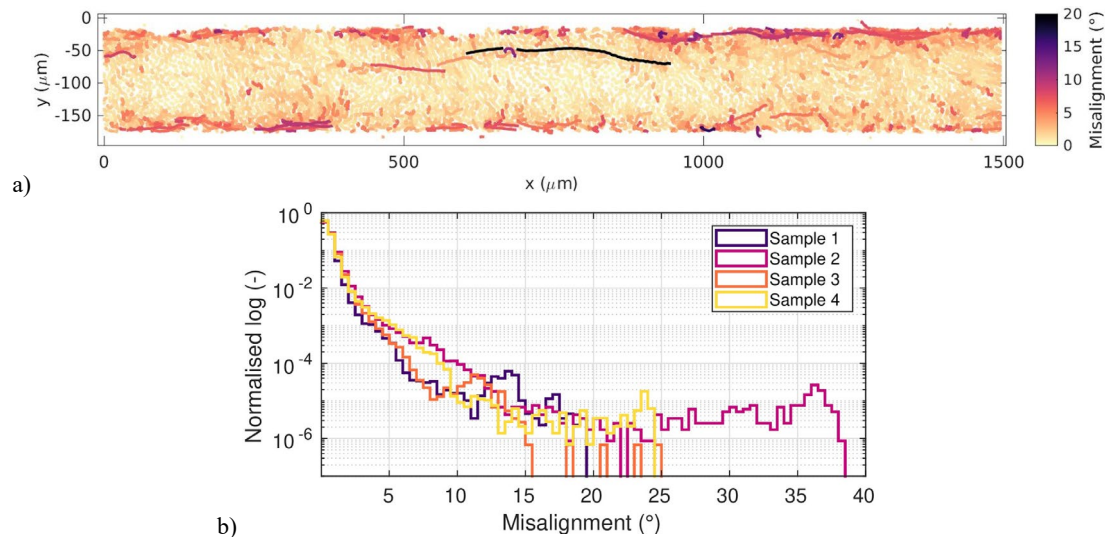 20
15
10
5
0
Misalignment (°)
0
-50
-100
-150
y (μm)
0
500
1000
1500
x (μm)
a)
10^0
10^-2
10^-4
10^-6
Normalised log (-)
Sample 1
Sample 2
Sample 3
Sample 4
5 10 15 20 25 30 35 40
Misalignment (°)
b)